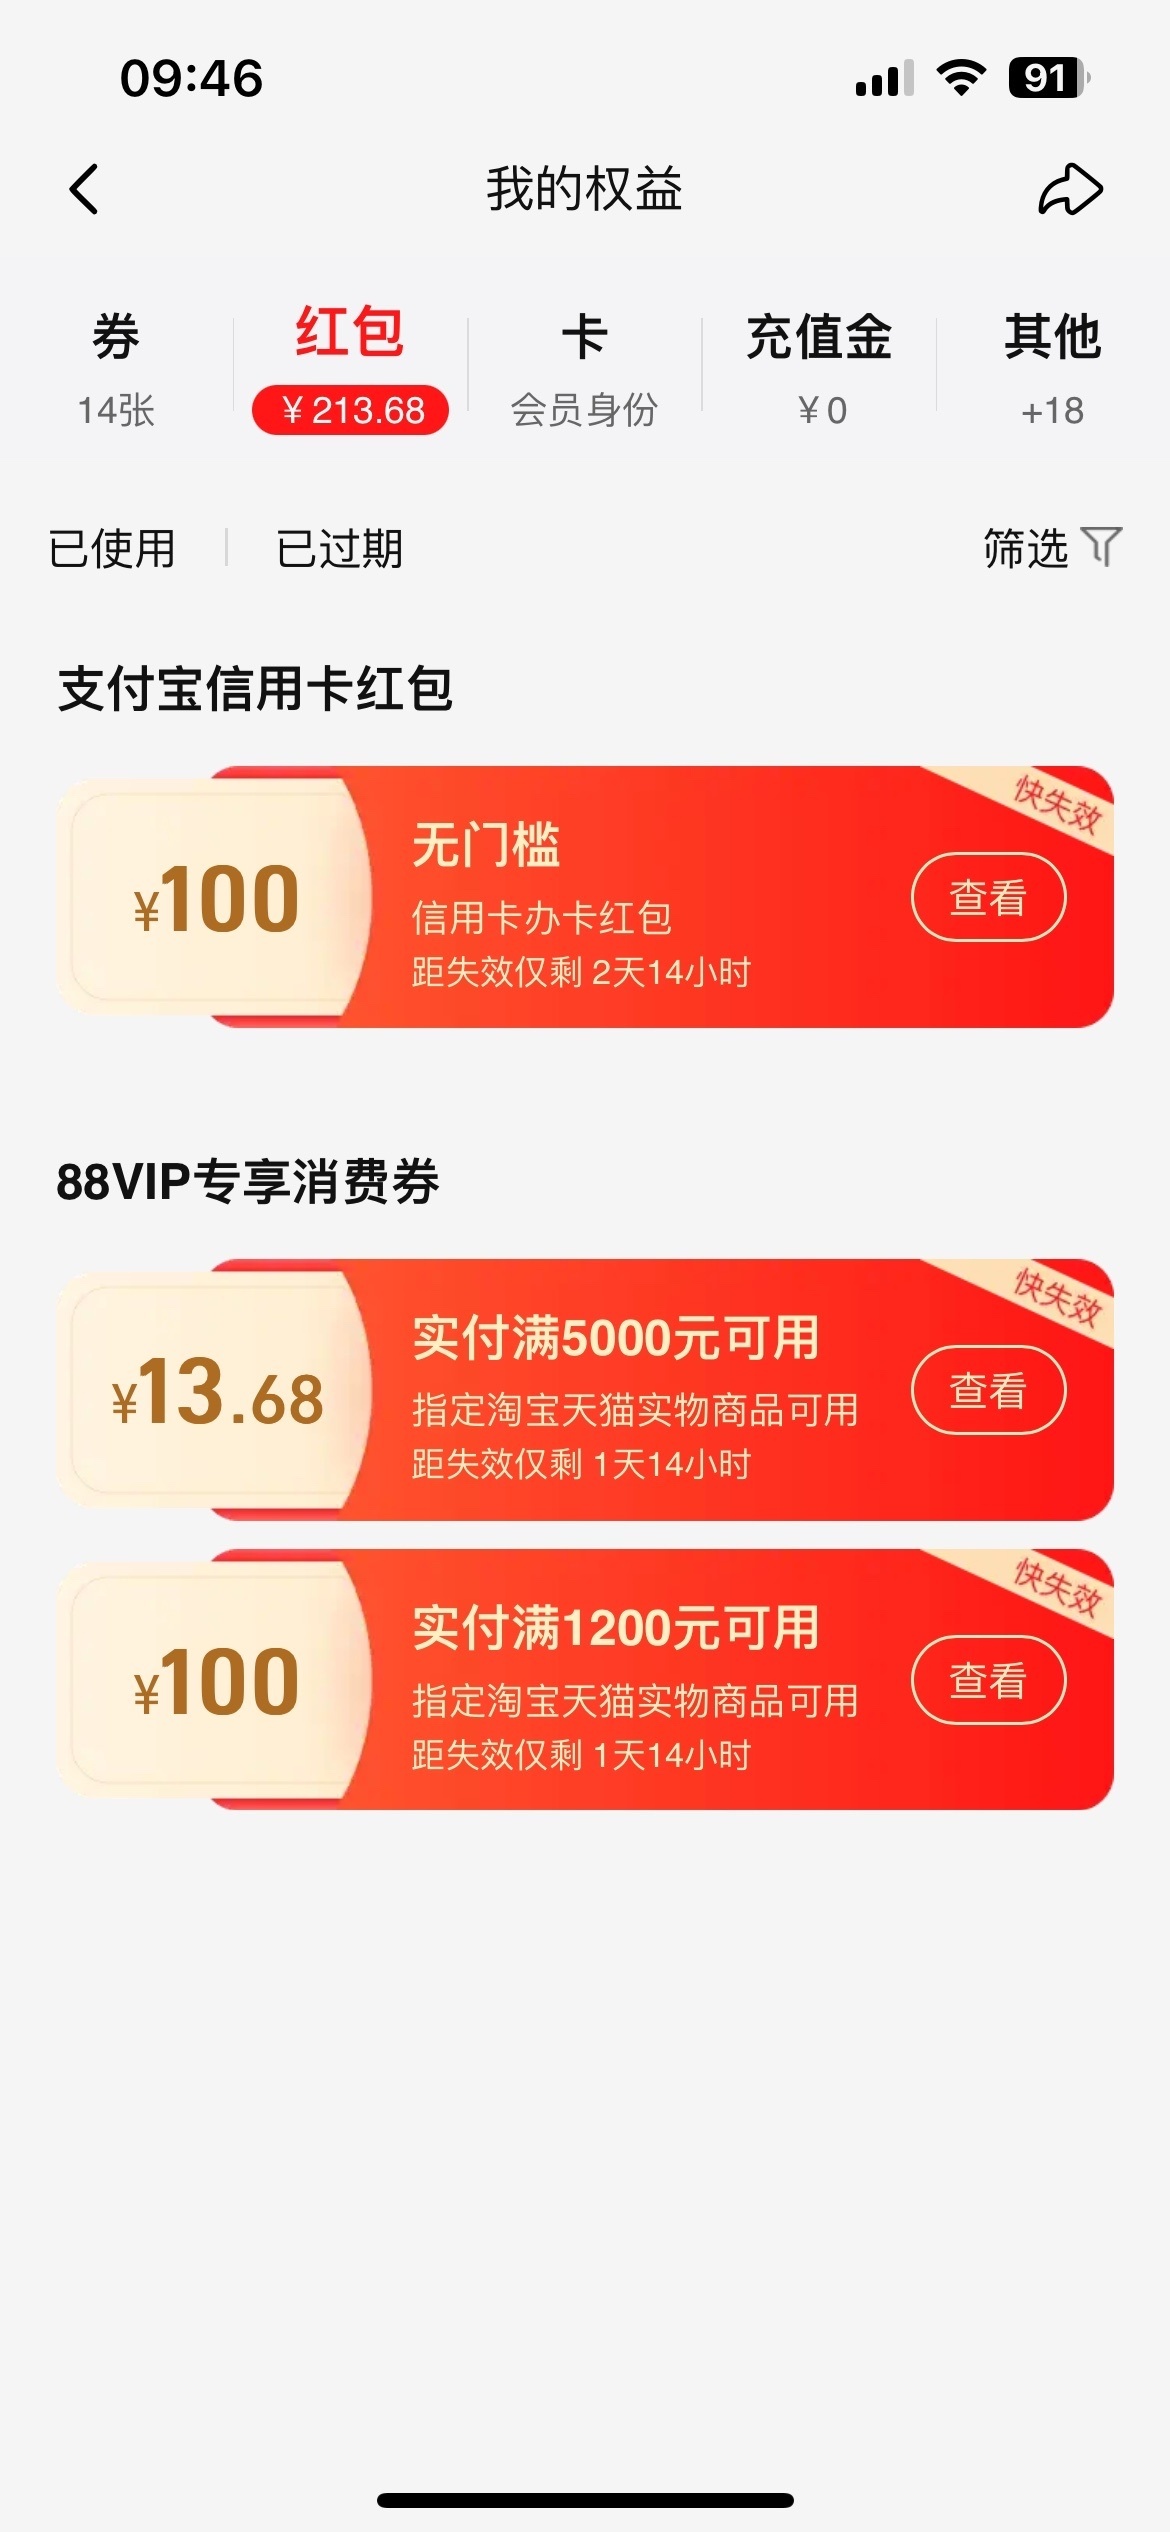 09:46
91
我的权益
券
红包
卡
充值金
其他
14张
¥213.68
会员身份
¥0
+18
已使用
已过期
筛选
支付宝信用卡红包
快失效
无门槛
¥100
查看
信用卡办卡红包
距失效仅剩 2天14小时
88VIP专享消费券
快失效
实付满5000元可用
¥13.68
查看
指定淘宝天猫实物商品可用
距失效仅剩 1天14小时
快失效
实付满1200元可用
¥100
查看
指定淘宝天猫实物商品可用
距失效仅剩 1天14小时